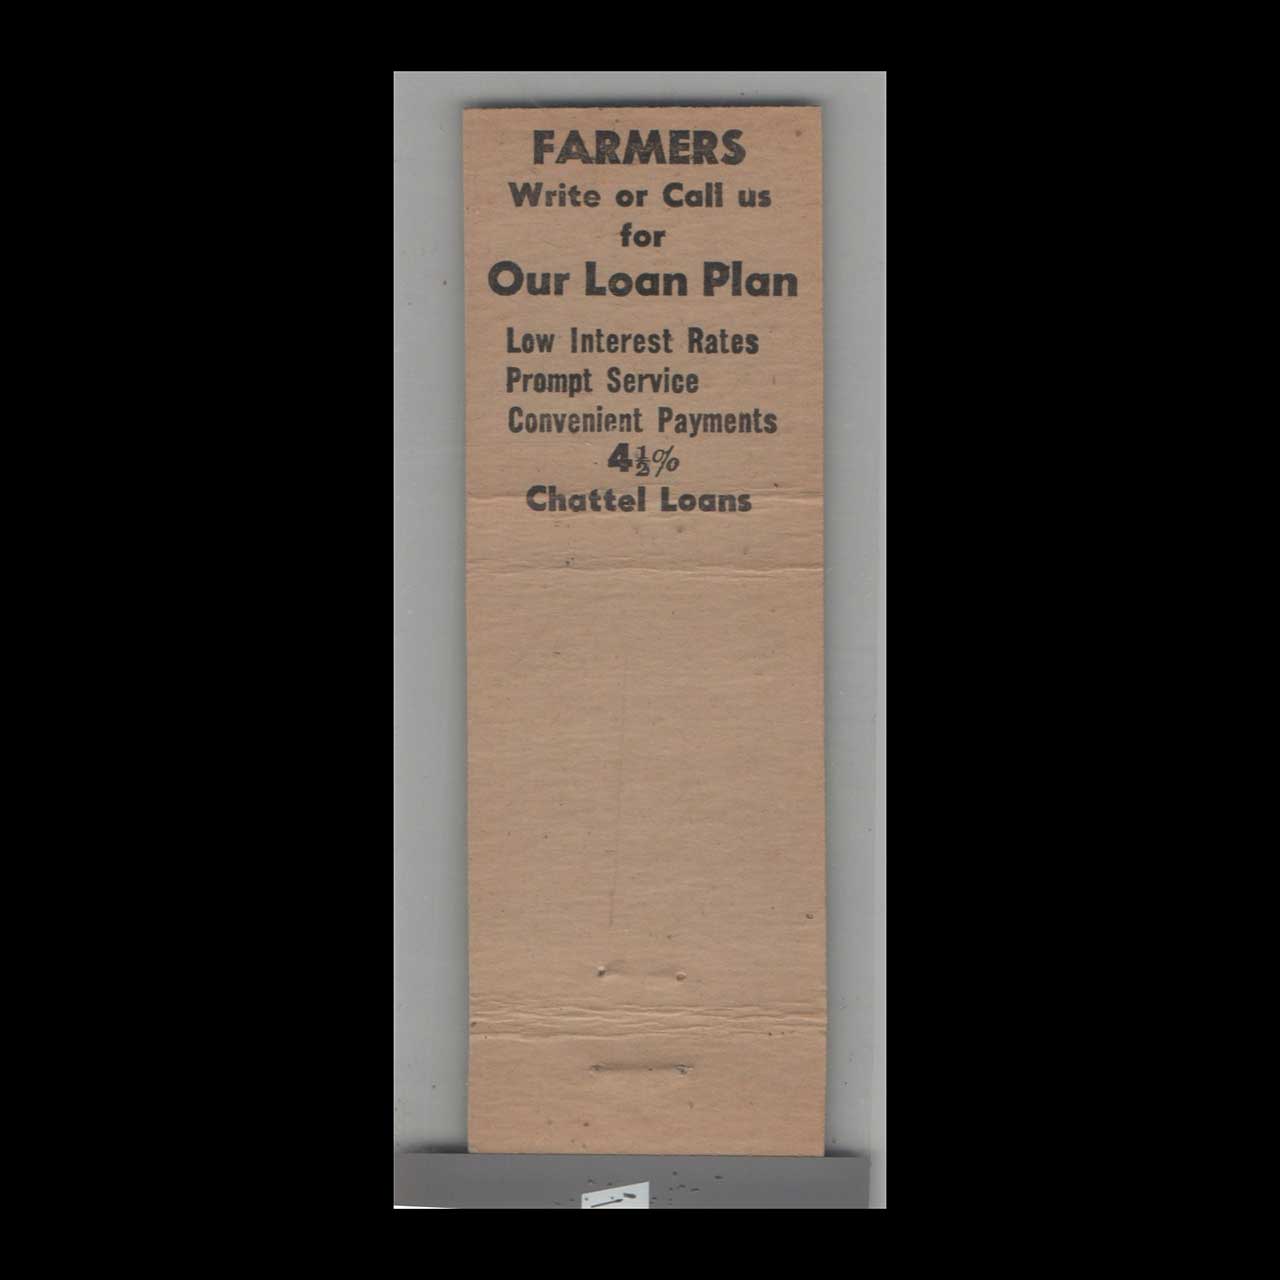 FARMERS
Write or Call us
for
Our Loan Plan
Low Interest Rates
Prompt Service
Convenient Payments
4½%
Chattel Loans